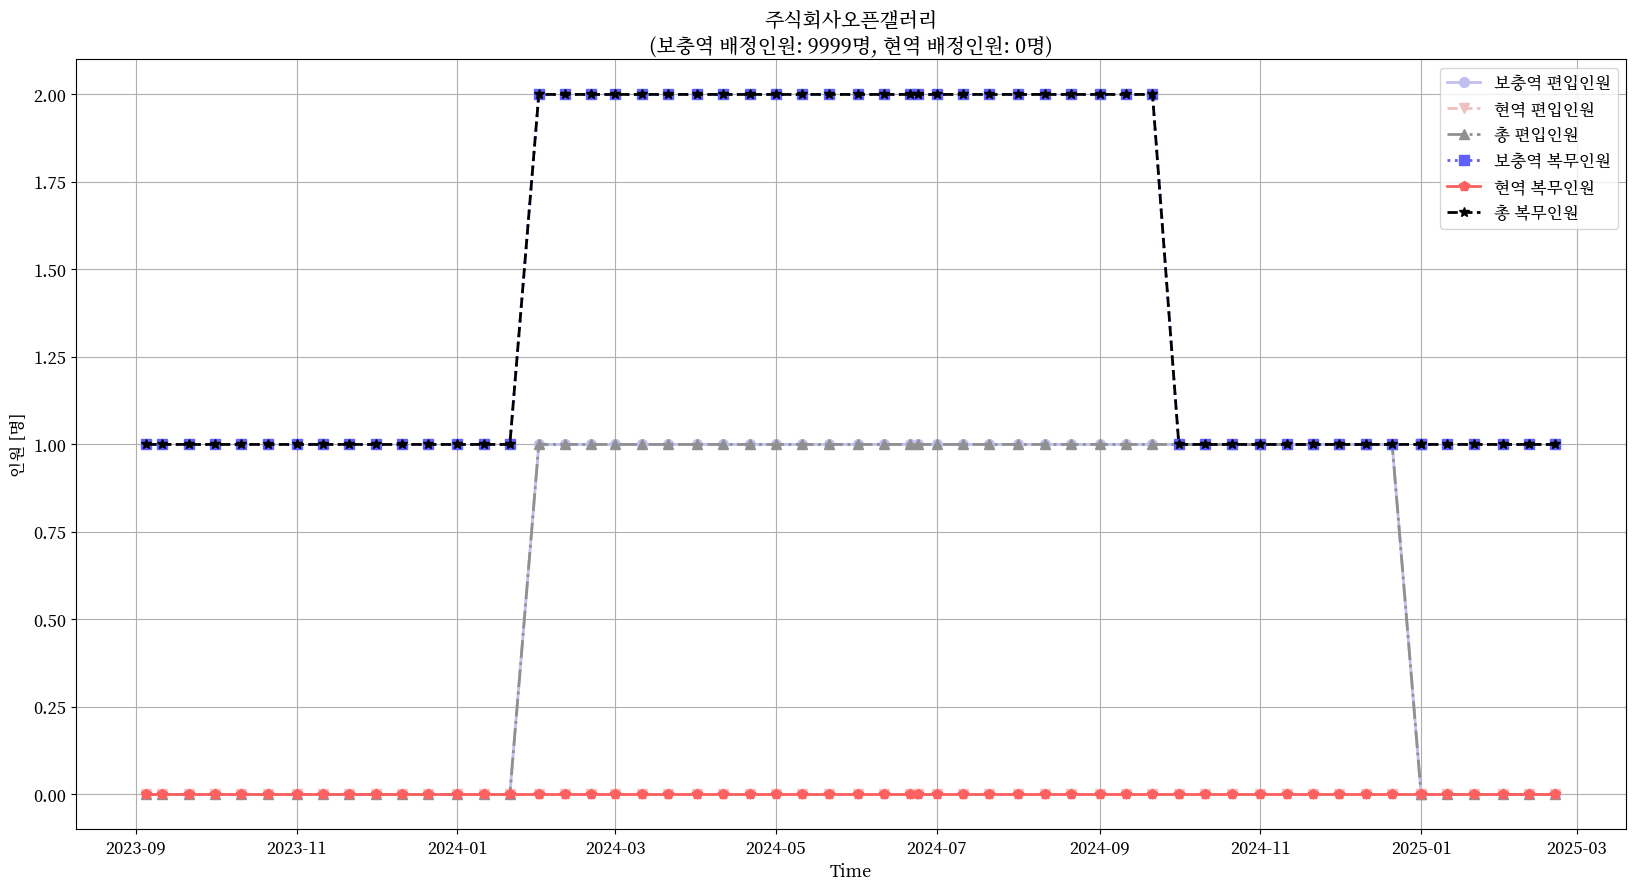 주식회사오픈갤러리
(보충역 배정인원: 9999명, 현역 배정인원: 0명)
보충역 편입인원
현역 편입인원
총 편입인원
보충역 복무인원
현역 복무인원
총 복무인원
인원 [명]
2.00
1.75
1.50
1.25
1.00
0.75
0.50
0.25
0.00
2023-09
2023-11
2024-01
2024-03
2024-05
2024-07
2024-09
2024-11
2025-01
2025-03
Time